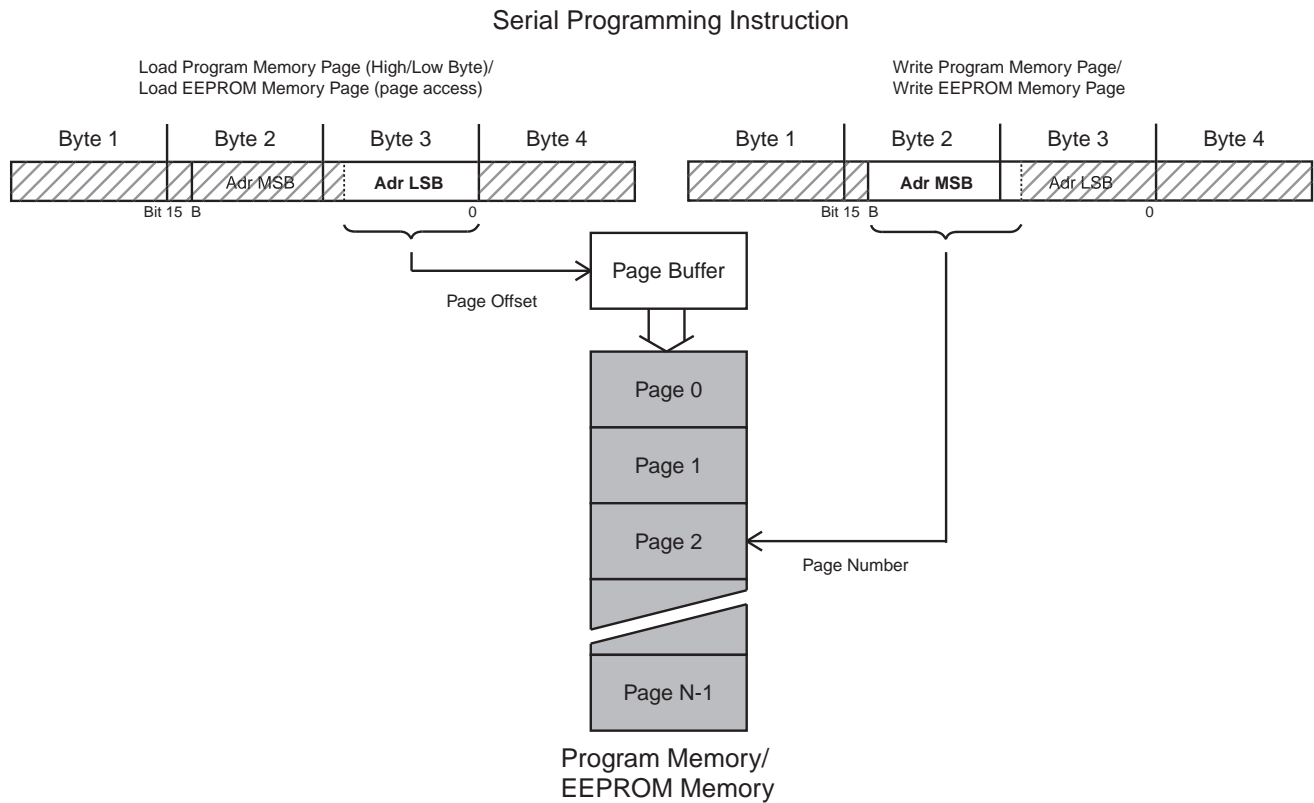 Serial Programming Instruction
Load Program Memory Page (High/Low Byte)/
Load EEPROM Memory Page (page access)
Write Program Memory Page/
Write EEPROM Memory Page
Byte 1 Byte 2 Byte 3 Byte 4
Byte 1 Byte 2 Byte 3 Byte 4
Adr MSB Adr LSB
Adr MSB Adr LSB
Bit 15 B 0
Bit 15 B 0
Page Buffer
Page Offset
Page 0
Page 1
Page 2
Page Number
Page N-1
Program Memory/
EEPROM Memory